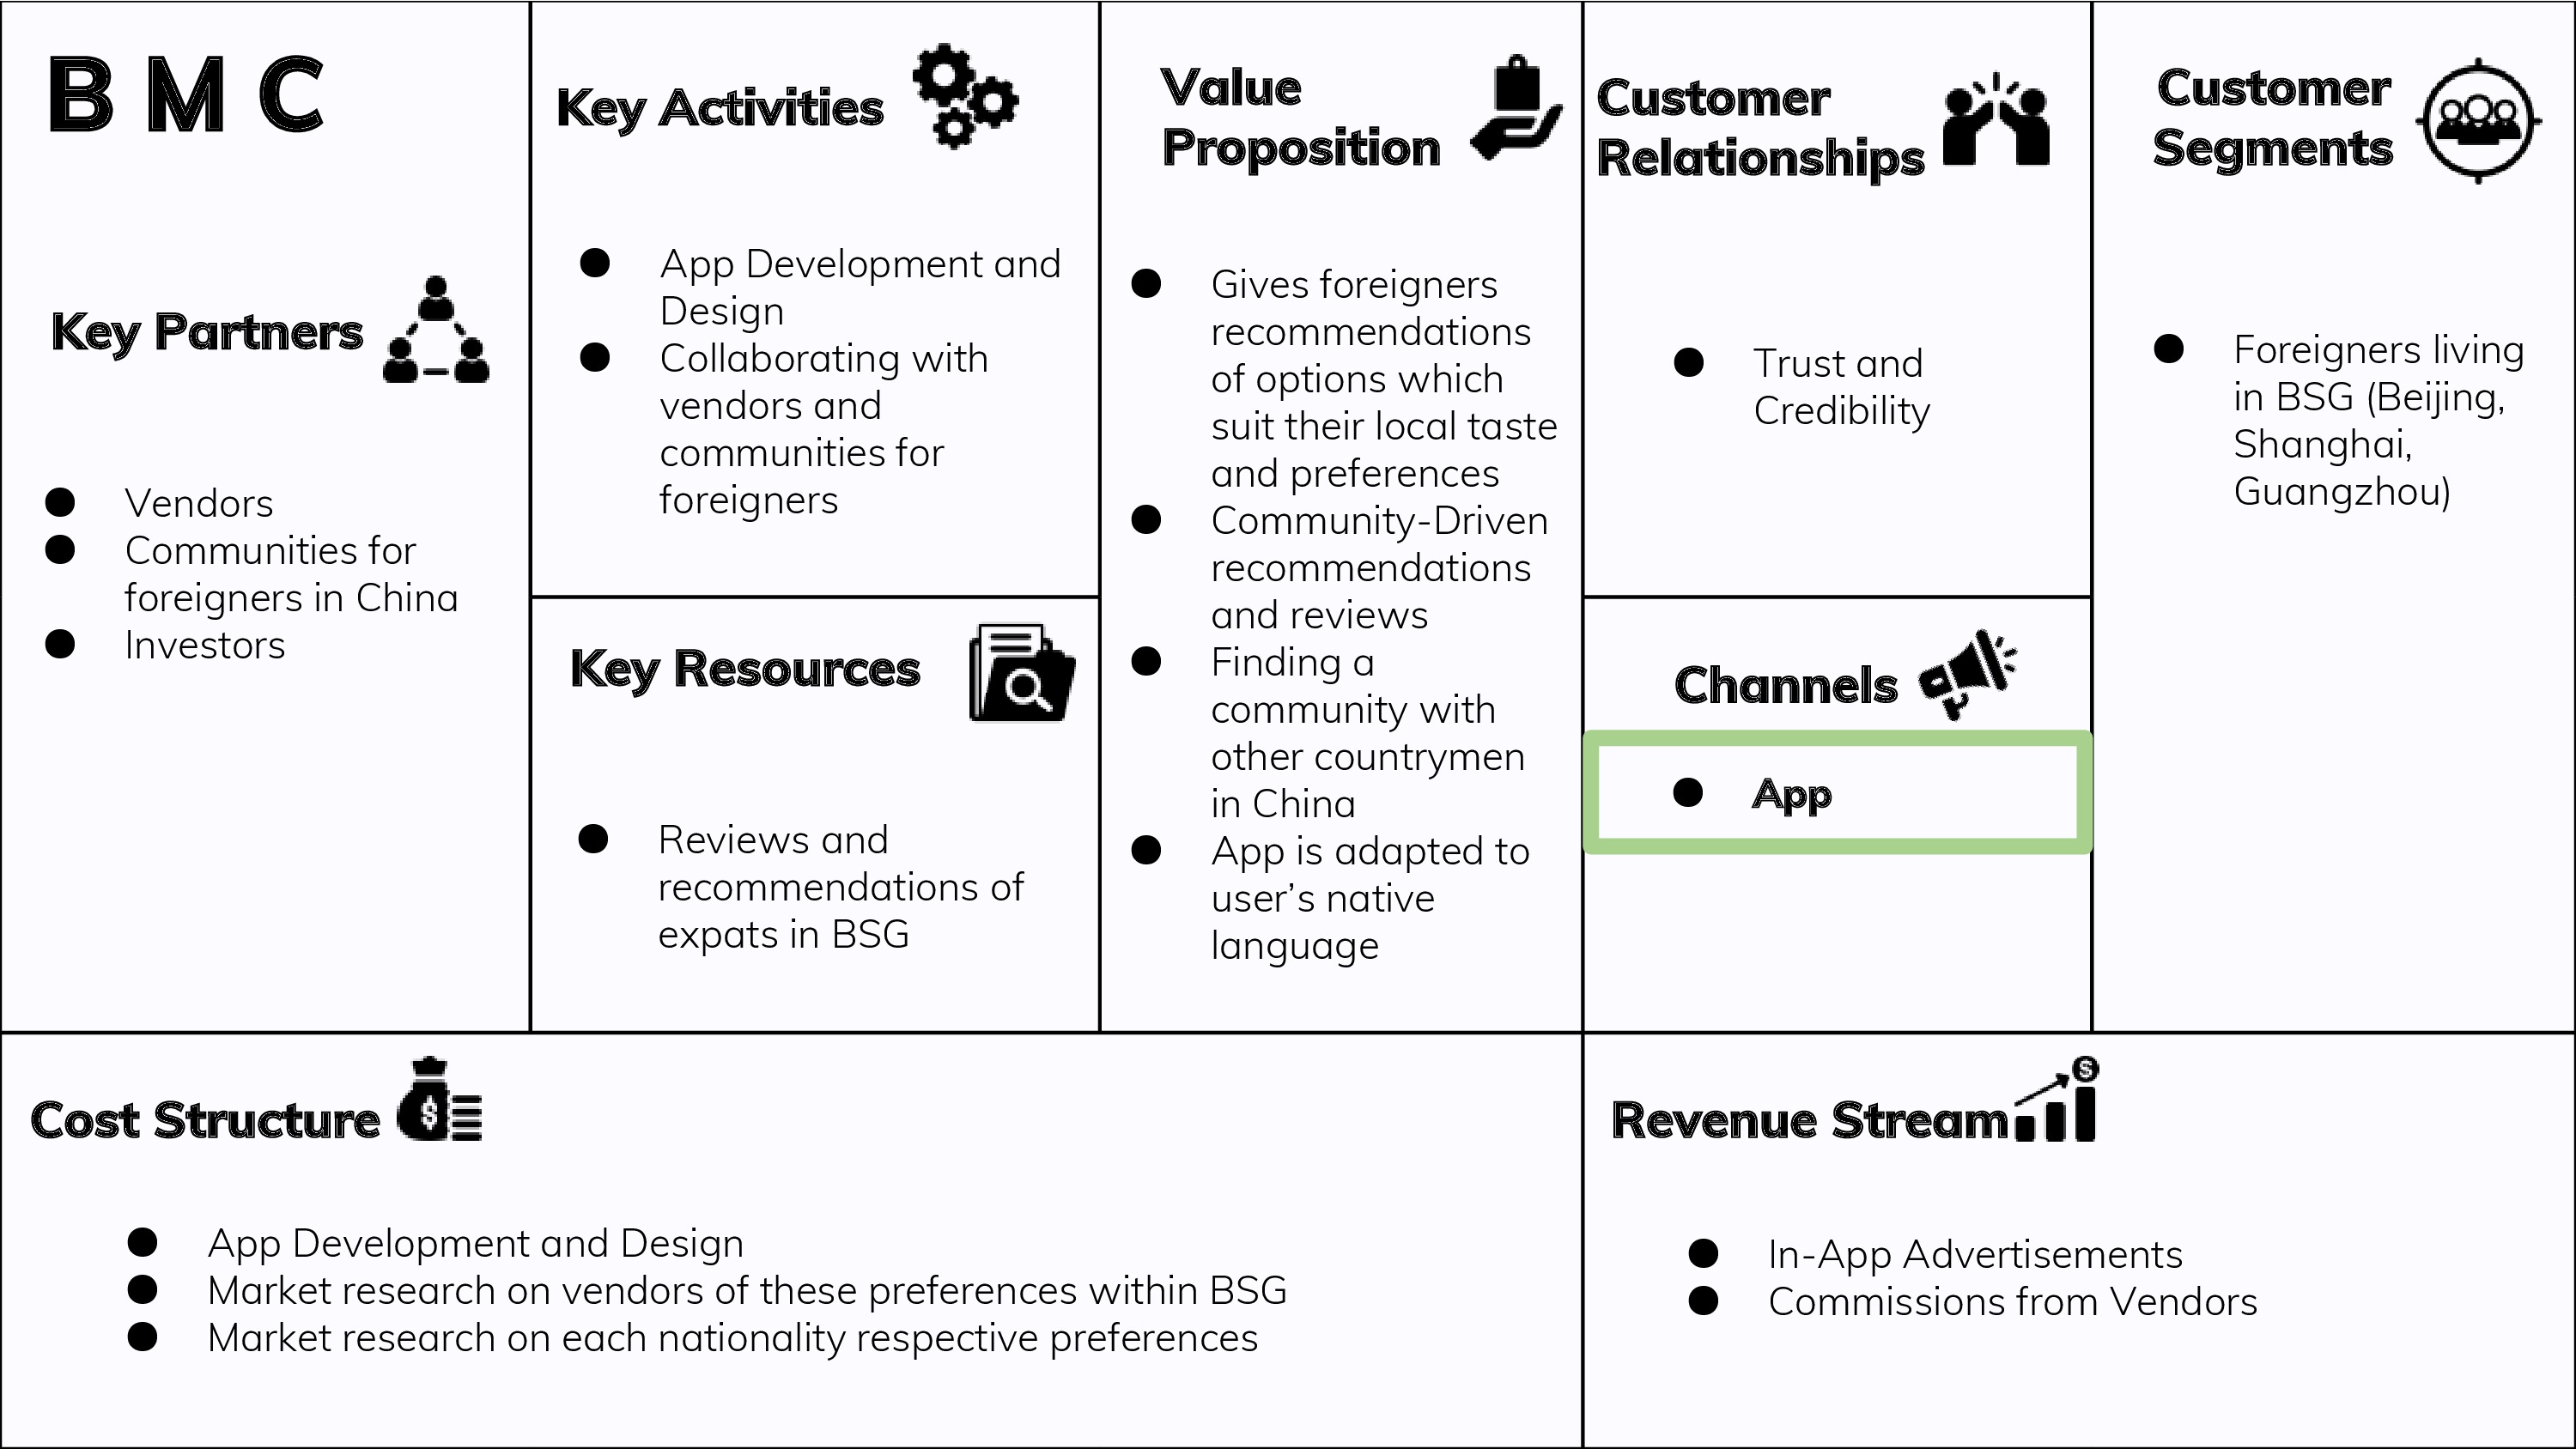 B M C
Key Partners
Vendors
Communities for
foreigners in China
Investors
Key Activities
App Development and
Design
Collaborating with
vendors and
communities for
foreigners
Key Resources
Reviews and
recommendations of
expats in BSG
Value
Proposition
Gives foreigners
recommendations
of options which
suit their local taste
and preferences
Community-Driven
recommendations
and reviews
Finding a
community with
other countrymen
in China
App is adapted to
user’s native
language
Customer
Relationships
Trust and
Credibility
Channels
App
Customer
Segments
Foreigners living
in BSG (Beijing,
Shanghai,
Guangzhou)
Cost Structure
$
App Development and Design
Market research on vendors of these preferences within BSG
Market research on each nationality respective preferences
Revenue Stream
$
In-App Advertisements
Commissions from Vendors